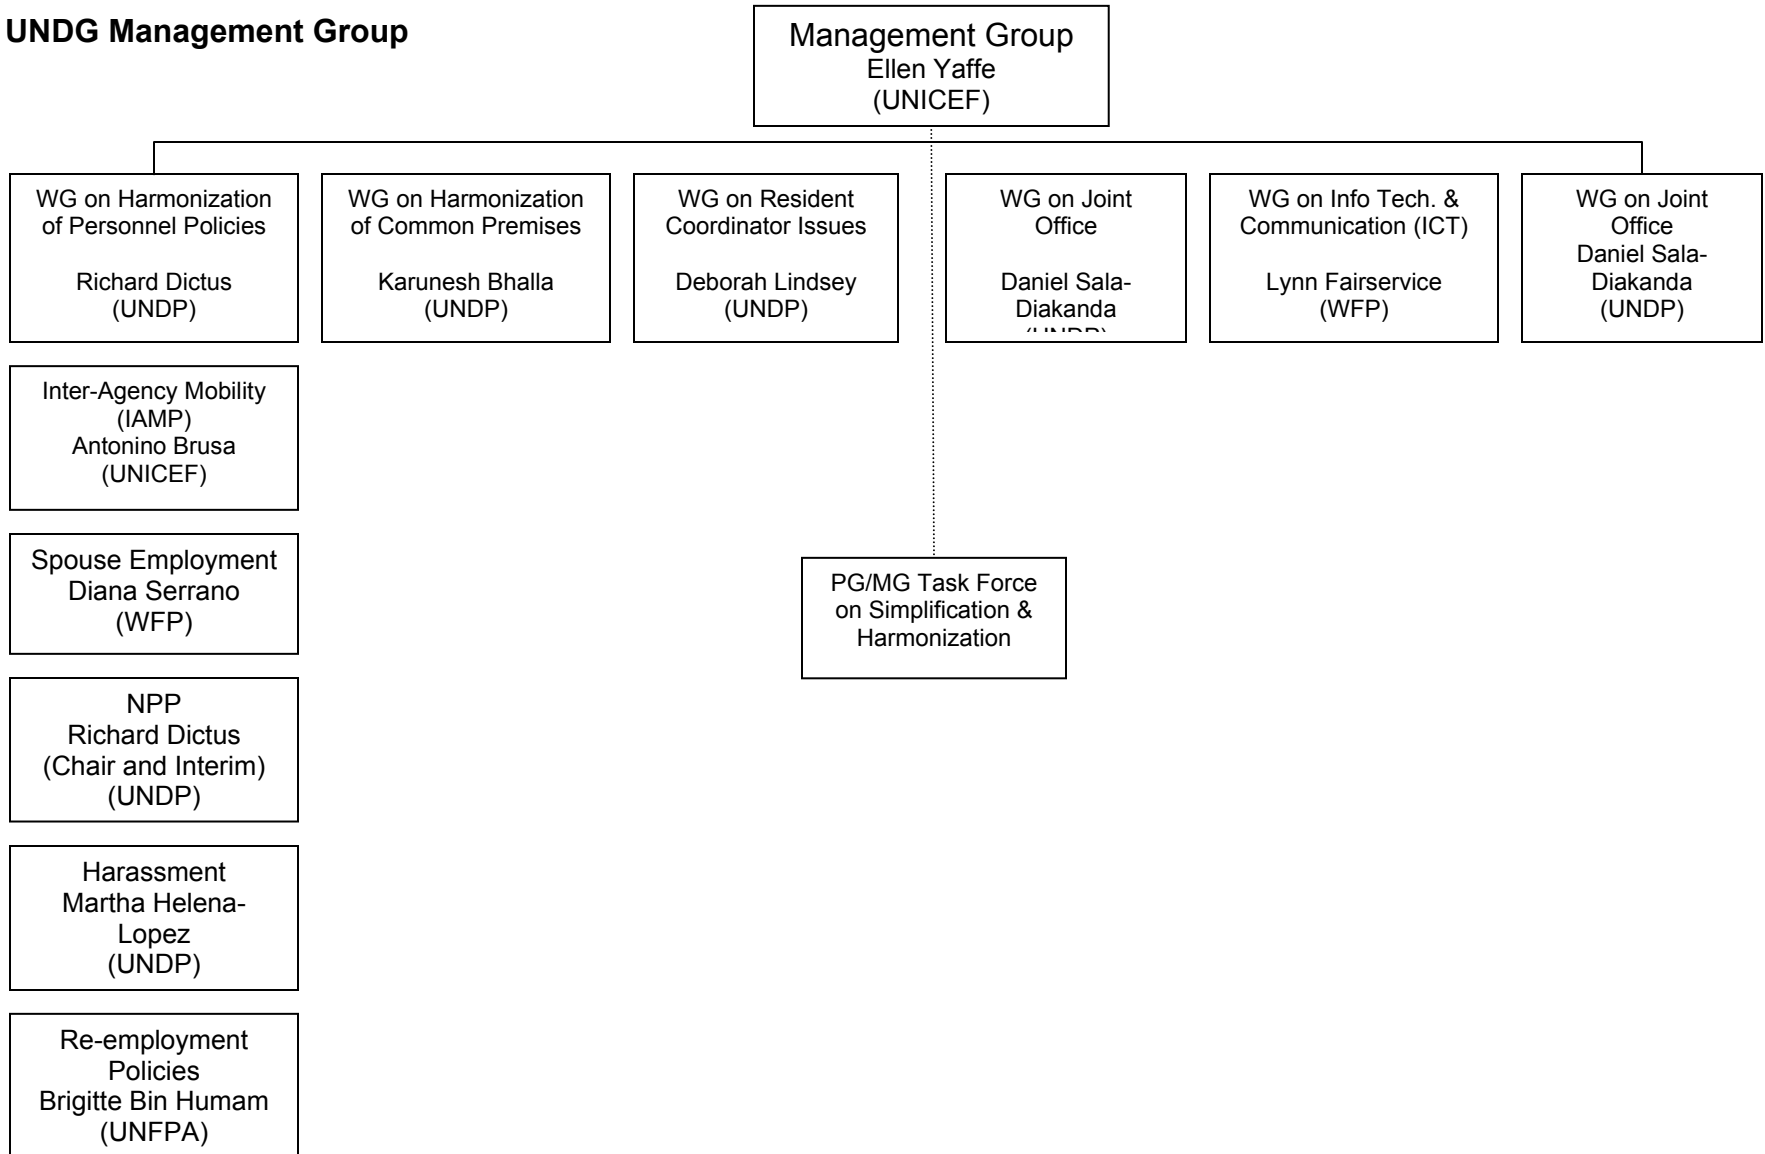 UNDG Management Group
Management Group
Ellen Yaffe
(UNICEF)
WG on Harmonization
of Personnel Policies
Richard Dictus
(UNDP)
WG on Harmonization
of Common Premises
Karunesh Bhalla
(UNDP)
WG on Resident
Coordinator Issues
Deborah Lindsey
(UNDP)
WG on Joint
Office
Daniel Sala-
Diakanda
(UNDP)
WG on Info Tech. &
Communication (ICT)
Lynn Fairservice
(WFP)
WG on Joint
Office
Daniel Sala-
Diakanda
(UNDP)
Inter-Agency Mobility
(IAMP)
Antonino Brusa
(UNICEF)
Spouse Employment
Diana Serrano
(WFP)
PG/MG Task Force
on Simplification &
Harmonization
NPP
Richard Dictus
(Chair and Interim)
(UNDP)
Harassment
Martha Helena-
Lopez
(UNDP)
Re-employment
Policies
Brigitte Bin Humam
(UNFPA)